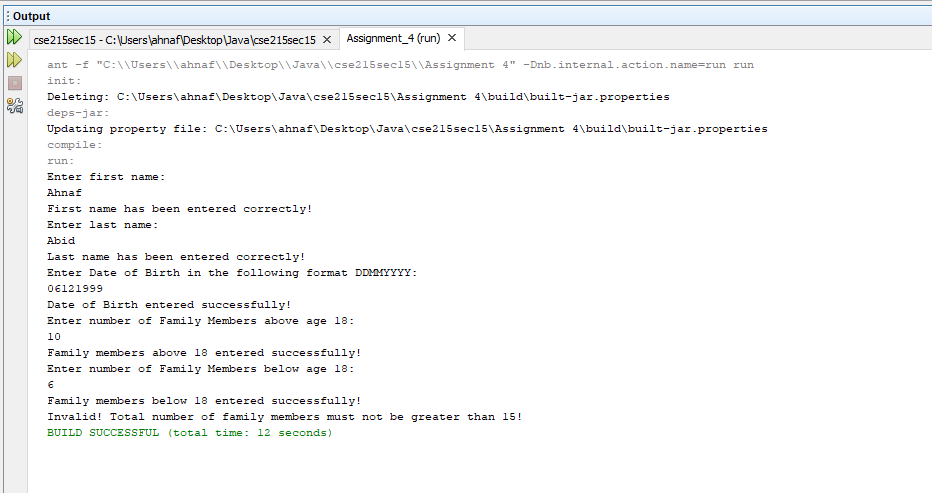 Output
cse215sec15 - C:\Users\ahnaf\Desktop\Java\cse215sec15 × Assignment_4 (run) ×
ant -f "C:\\Users\\ahnaf\\Desktop\\Java\\cse215sec15\\Assignment 4" -Dnb.internal.action.name=run run
init:
Deleting: C:\Users\ahnaf\Desktop\Java\cse215sec15\Assignment 4\build\built-jar.properties
deps-jar:
Updating property file: C:\Users\ahnaf\Desktop\Java\cse215sec15\Assignment 4\build\built-jar.properties
compile:
run:
Enter first name:
Ahnaf
First name has been entered correctly!
Enter last name:
Abid
Last name has been entered correctly!
Enter Date of Birth in the following format DDMMYYYY:
06121999
Date of Birth entered successfully!
Enter number of Family Members above age 18:
10
Family members above 18 entered successfully!
Enter number of Family Members below age 18:
6
Family members below 18 entered successfully!
Invalid! Total number of family members must not be greater than 15!
BUILD SUCCESSFUL (total time: 12 seconds)